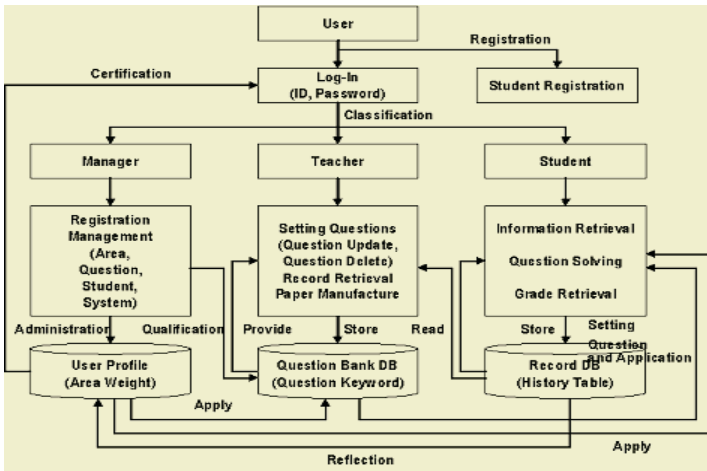 User
Registration
Certification
Log-In
(ID, Password)
Student Registration
Classification
Manager
Teacher
Student
Registration
Management
(Area,
Question,
Student,
System)
Setting Questions
(Question Update,
Question Delete)
Record Retrieval
Paper Manufacture
Information Retrieval
Question Solving
Grade Retrieval
Administration
Qualification
Provide
Store
Read
Store
Setting
Question
and Application
User Profile
(Area Weight)
Question Bank DB
(Question Keyword)
Record DB
(History Table)
Apply
Apply
Reflection